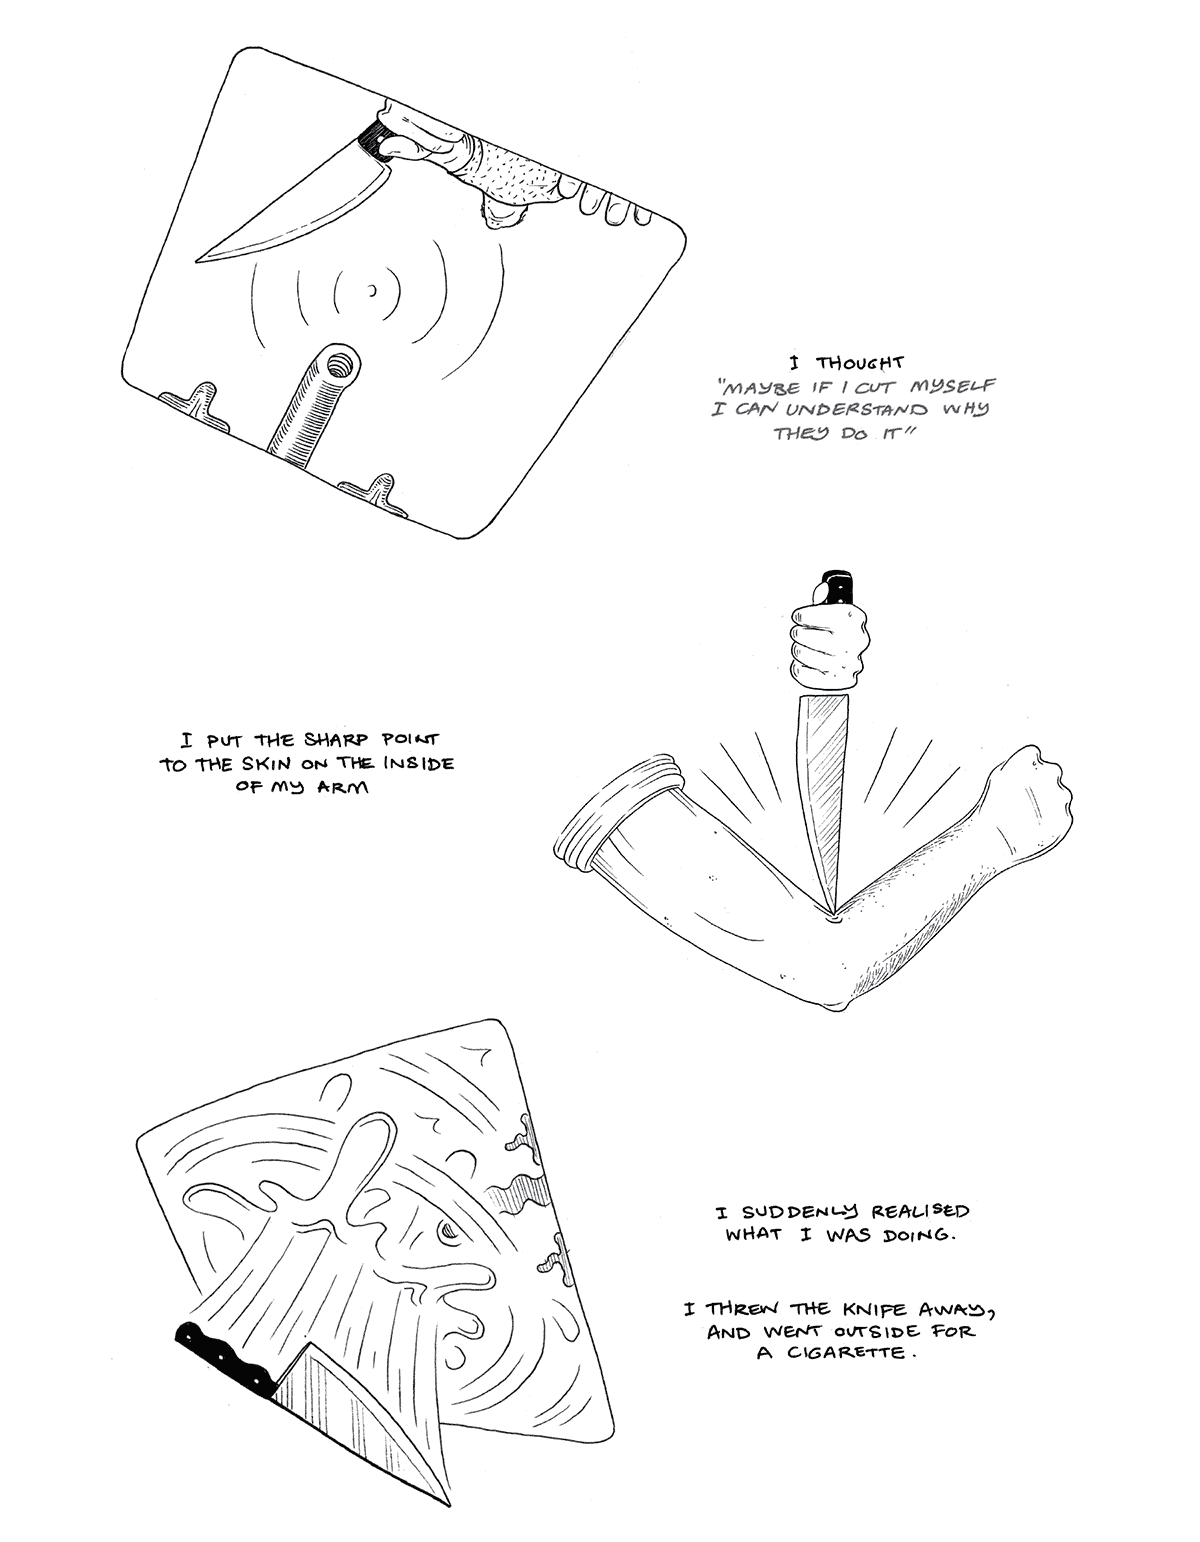 I THOUGHT
"MAYBE IF I CUT MYSELF
I CAN UNDERSTAND WHY
THEY DO IT"
I PUT THE SHARP POINT
TO THE SKIN ON THE INSIDE
OF MY ARM
I SUDDENLY REALISED
WHAT I WAS DOING.
I THREW THE KNIFE AWAY,
AND WENT OUTSIDE FOR
A CIGARETTE.